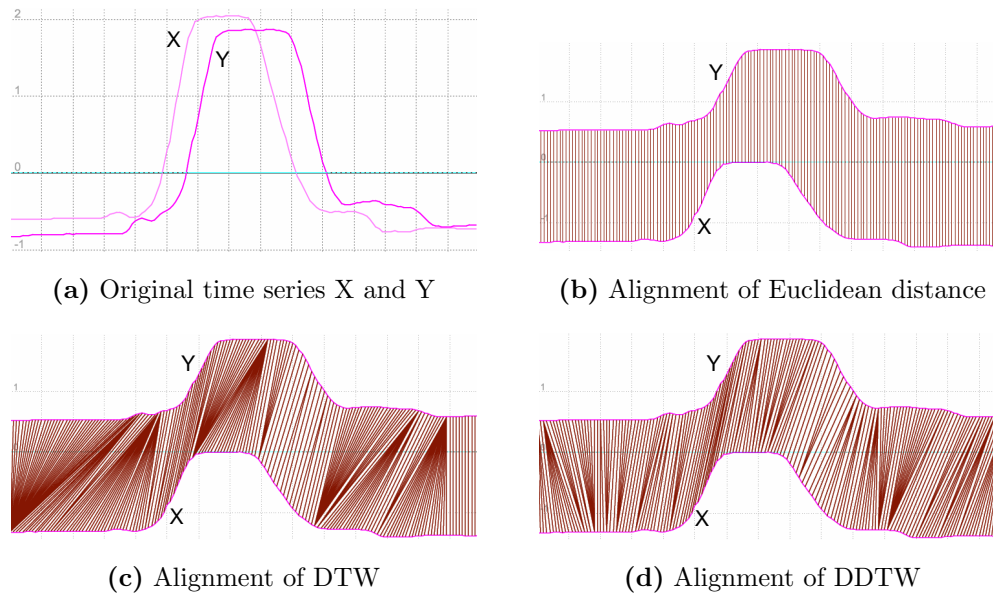 2
X
Y
1
0
-1
(a) Original time series X and Y
Y
1
0
X
-1
(b) Alignment of Euclidean distance
Y
1
X
(c) Alignment of DTW
Y
1
X
(d) Alignment of DDTW